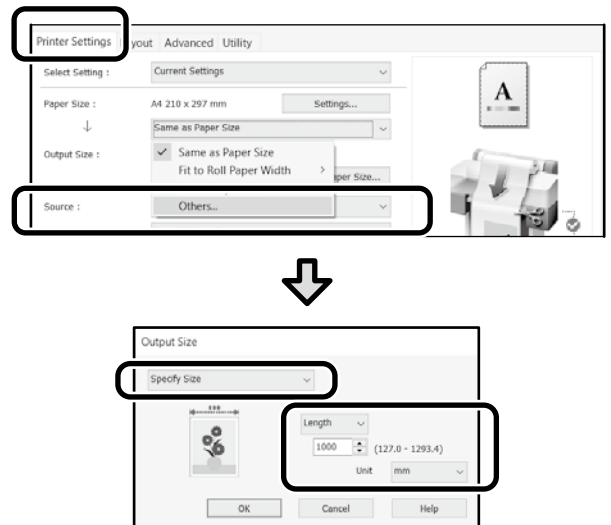 Printer Settings yout Advanced Utility
Select Setting : Current Settings
Paper Size : A4 210 x 297 mm Settings...
Same as Paper Size
Output Size : Same as Paper Size
Fit to Roll Paper Width
aper Size...
Source : Others...
A
Output Size
Specify Size
Length
1000 (127.0 - 1293.4)
Unit mm
OK Cancel Help